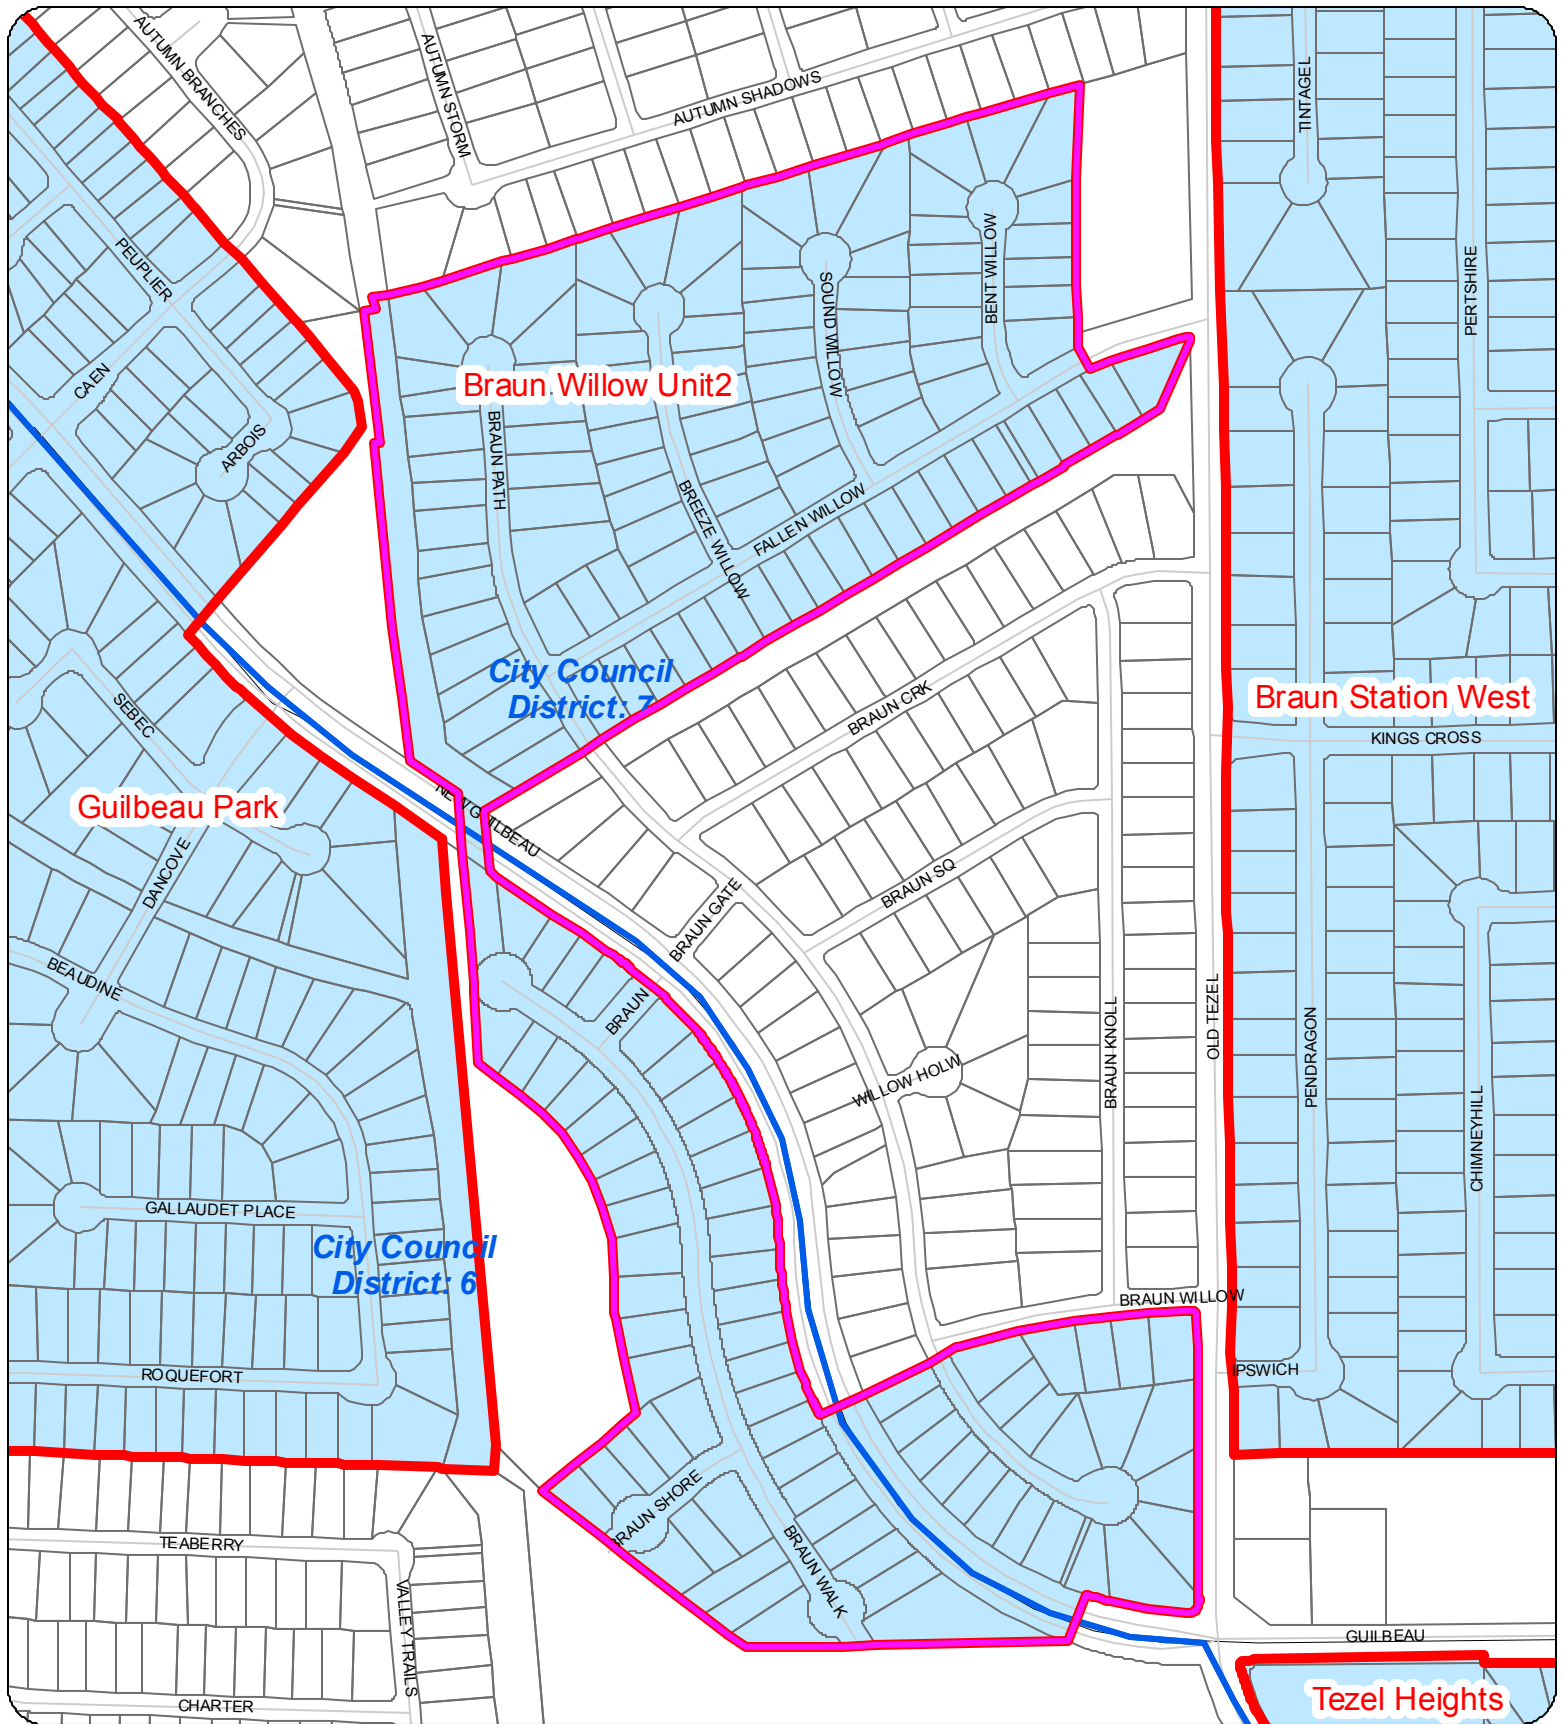 AUTUMN BRANCHES
AUTUMN STORM
AUTUMN SHADOWS
TINTAGEL
PEUPLIER
SOUND WILLOW
BENT WILLOW
PERTSHIRE
CAEN
Braun Willow Unit2
ARBOIS
BRAUN PATH
BREEZE WILLOW
FALLEN WILLOW
City Council
District: 7
SEBEC
BRAUN CRK
Braun Station West
KINGS CROSS
Guilbeau Park
NEW GUILBEAU
DANCOVE
BRAUN SQ
BRAUN GATE
BEAUDINE
BRAUN
OLD TEZEL
BRAUN KNOLL
PENDRAGON
WILLOW HOLW
CHIMNEYHILL
GALLAUDET PLACE
City Council
District: 6
BRAUN WILLOW
ROQUEFORT
IPSWICH
BRAUN SHORE
TEABERRY
BRAUN WALK
VALLEY TRAILS
GUILBEAU
CHARTER
Tezel Heights